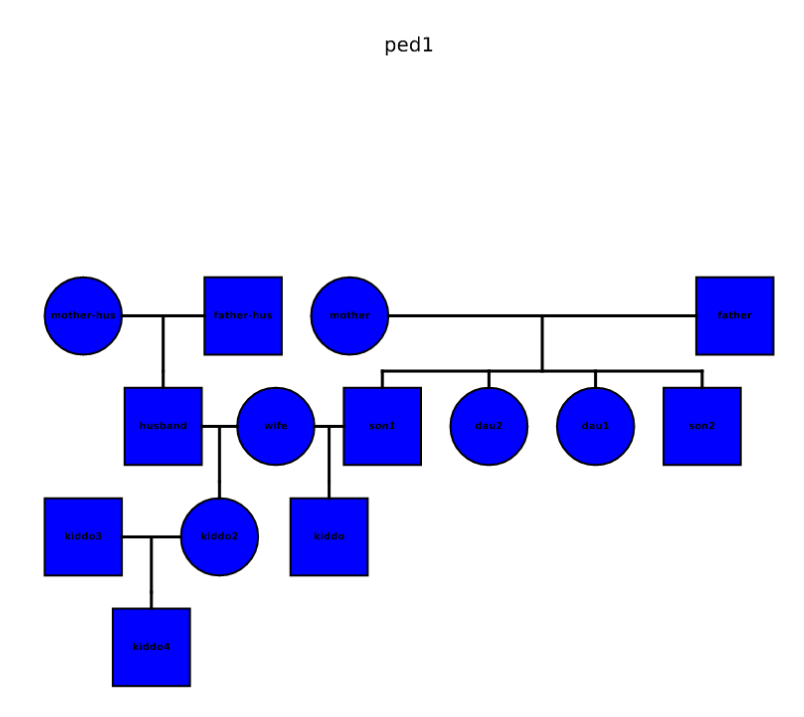 ped1
mother-hus father-hus mother father
husband wife son1 dau2 dau1 son2
kiddo3 kiddo2 kiddo
kiddo4